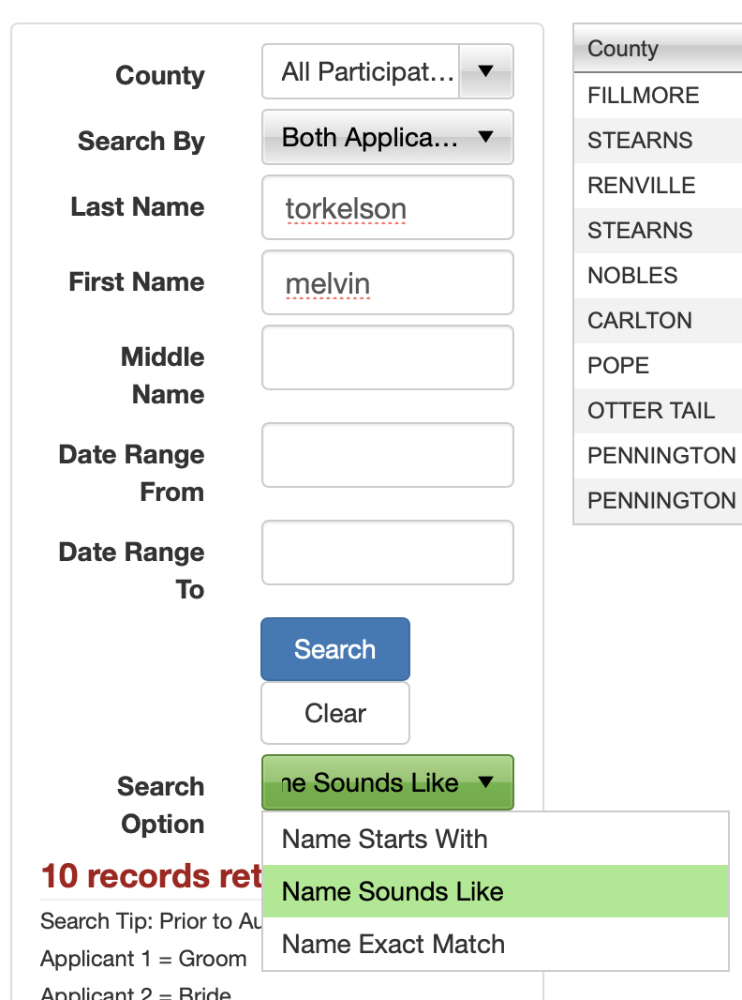 County
All Participat...
Search By
Both Applica...
Last Name
torkelson
First Name
melvin
Middle
Name
Date Range
From
Date Range
To
Search
Clear
Search
Option
ne Sounds Like
Name Starts With
Name Sounds Like
Name Exact Match
10 records ret
Search Tip: Prior to Au
Applicant 1 = Groom
Applicant 2 = Bride
County
FILLMORE
STEARNS
RENVILLE
STEARNS
NOBLES
CARLTON
POPE
OTTER TAIL
PENNINGTON
PENNINGTON